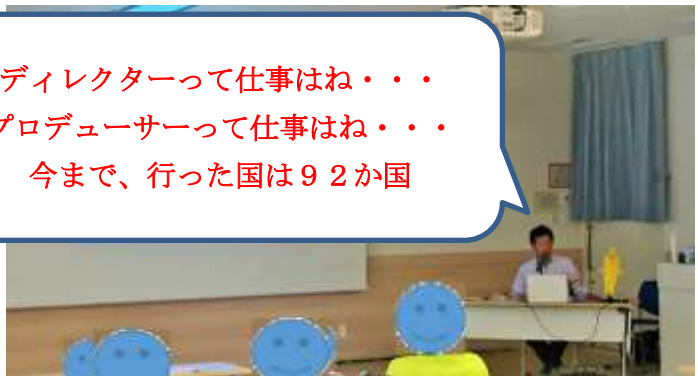 ディレクターって仕事はね・・・
プロデューサーって仕事はね・・・
今まで、行った国は９２か国